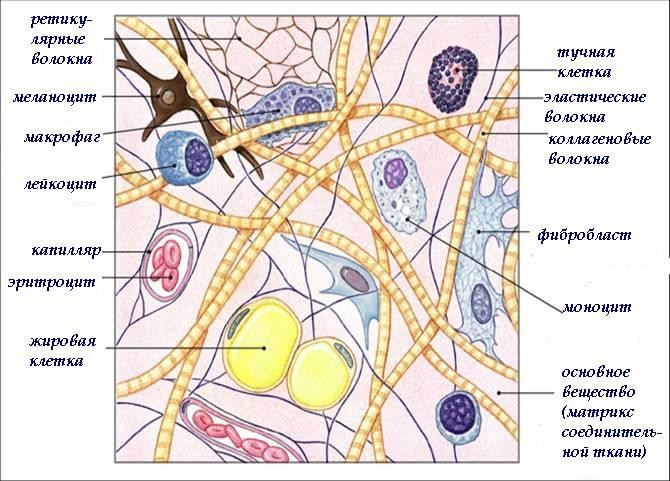 ретику-
лярные
волокна
меланоцит
макрофаг
лейкоцит
капилляр
эритроцит
жировая
клетка
тучная
клетка
эластические
волокна
коллагеновые
волокна
фибробласт
моноцит
основное
вещество
(матрикс
соединитель-
ной ткани)